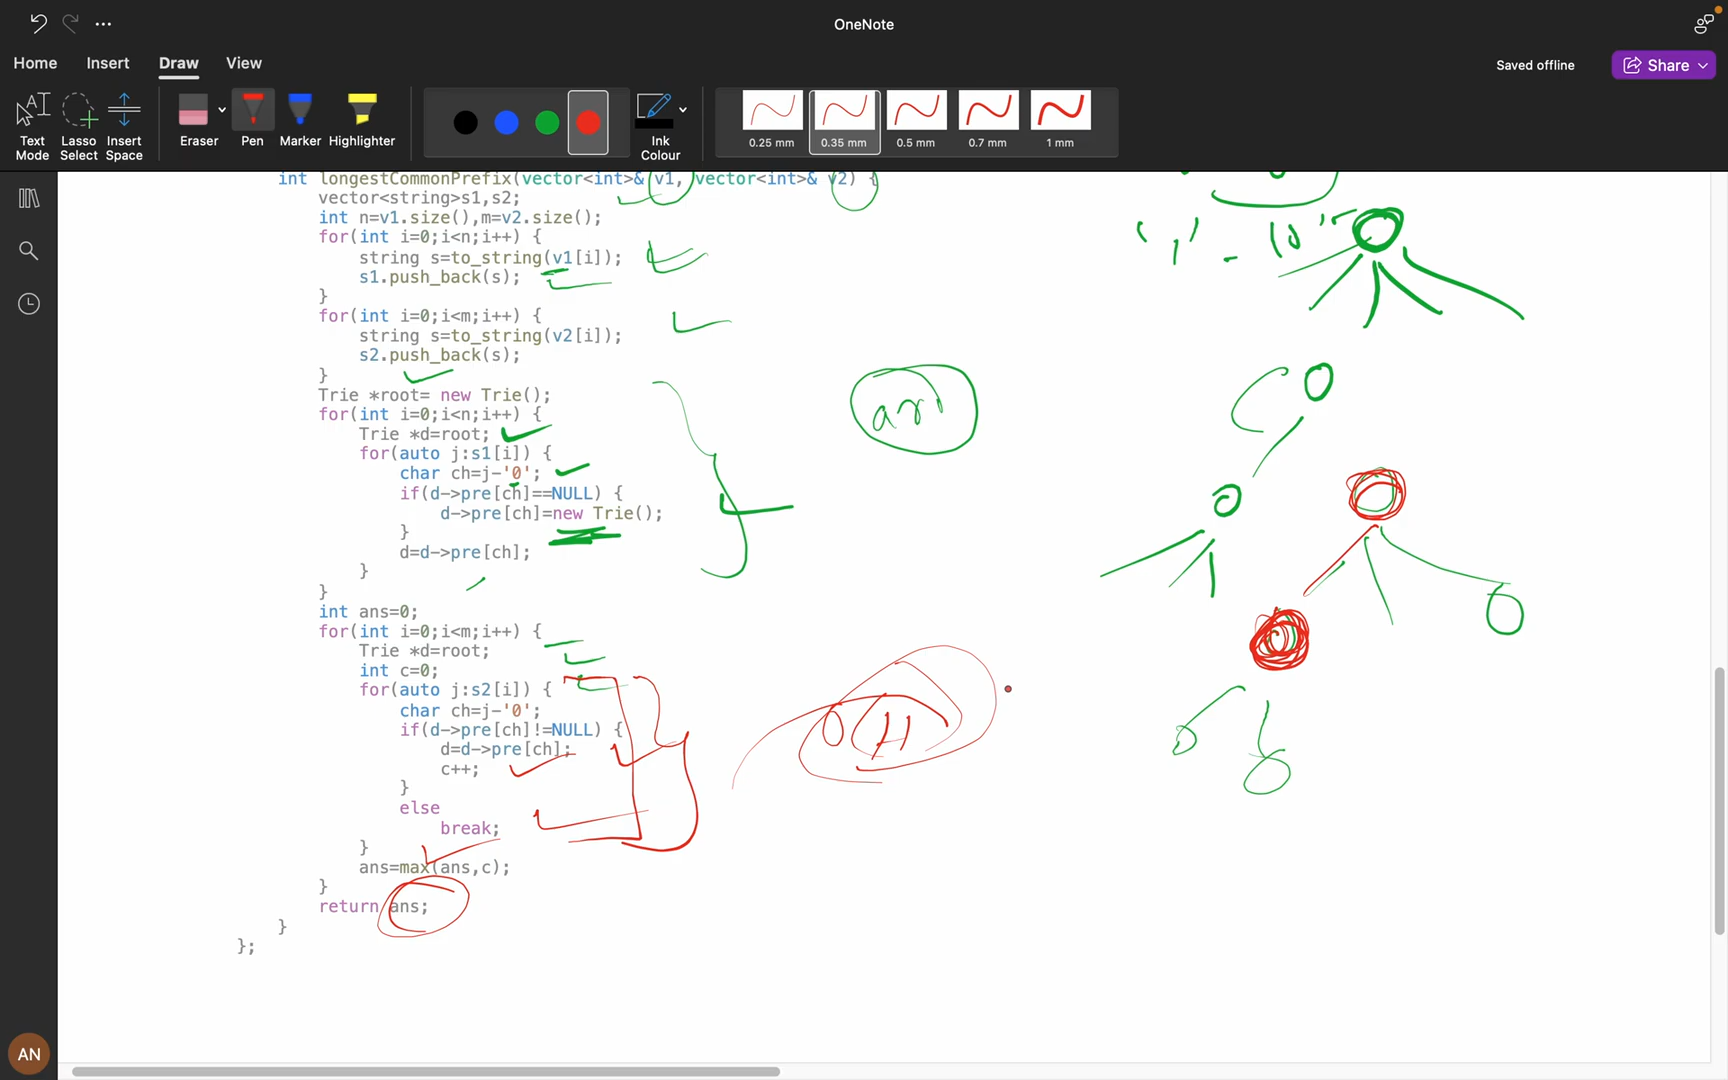 OneNote
Home Insert Draw View
Saved offline
Share
Text Mode
Lasso Select
Insert Space
Eraser
Pen
Marker
Highlighter
Ink Colour
0.25 mm
0.35 mm
0.5 mm
0.7 mm
1 mm
int longestCommonPrefix(vector<int>& v1, vector<int>& v2) {
vector<string>s1,s2;
int n=v1.size(),m=v2.size();
for(int i=0;i<n;i++) {
string s=to_string(v1[i]);
s1.push_back(s);
}
for(int i=0;i<m;i++) {
string s=to_string(v2[i]);
s2.push_back(s);
}
Trie *root= new Trie();
for(int i=0;i<n;i++) {
Trie *d=root;
for(auto j:s1[i]) {
char ch=j-'0';
if(d->pre[ch]==NULL) {
d->pre[ch]=new Trie();
}
d=d->pre[ch];
}
}
int ans=0;
for(int i=0;i<m;i++) {
Trie *d=root;
int c=0;
for(auto j:s2[i]) {
char ch=j-'0';
if(d->pre[ch]!=NULL) {
d=d->pre[ch];
c++;
}
else
break;
}
ans=max(ans,c);
}
return ans;
}
};
AN